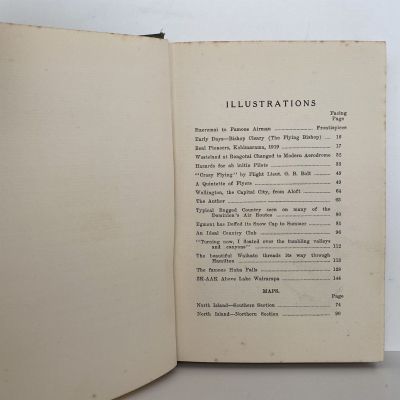 ILLUSTRATIONS
Facing
Page
Racecourse to Famous Airman Frontispiece
Early Days—Bishop Cleary (The Flying Bishop) 16
Real Pioneers, Kohimarama, 1919 17
Wasteland at Rongotai Changed to Modern Aerodrome 32
Hazards for ab initio Pilots 33
"Crazy Flying" by Flight Lieut. G. B. Bolt 48
A Quintette of Flyers 49
Wellington, the Capital City, from Aloft 64
The Author 65
Typical Rugged Country seen on many of
the Dominion's Air Routes 80
Egmont has Doffed its Snow Cap to Summer 81
An Ideal Country Club 96
"Turning now, I floated over the tumbling valleys
and canyons" 112
The beautiful Waikato threads its way through
Hamilton 113
The famous Huka Falls 128
ZK-AAK Above Lake Wairarapa 144
MAPS.
Page
North Island—Southern Section 74
North Island—Northern Section 90